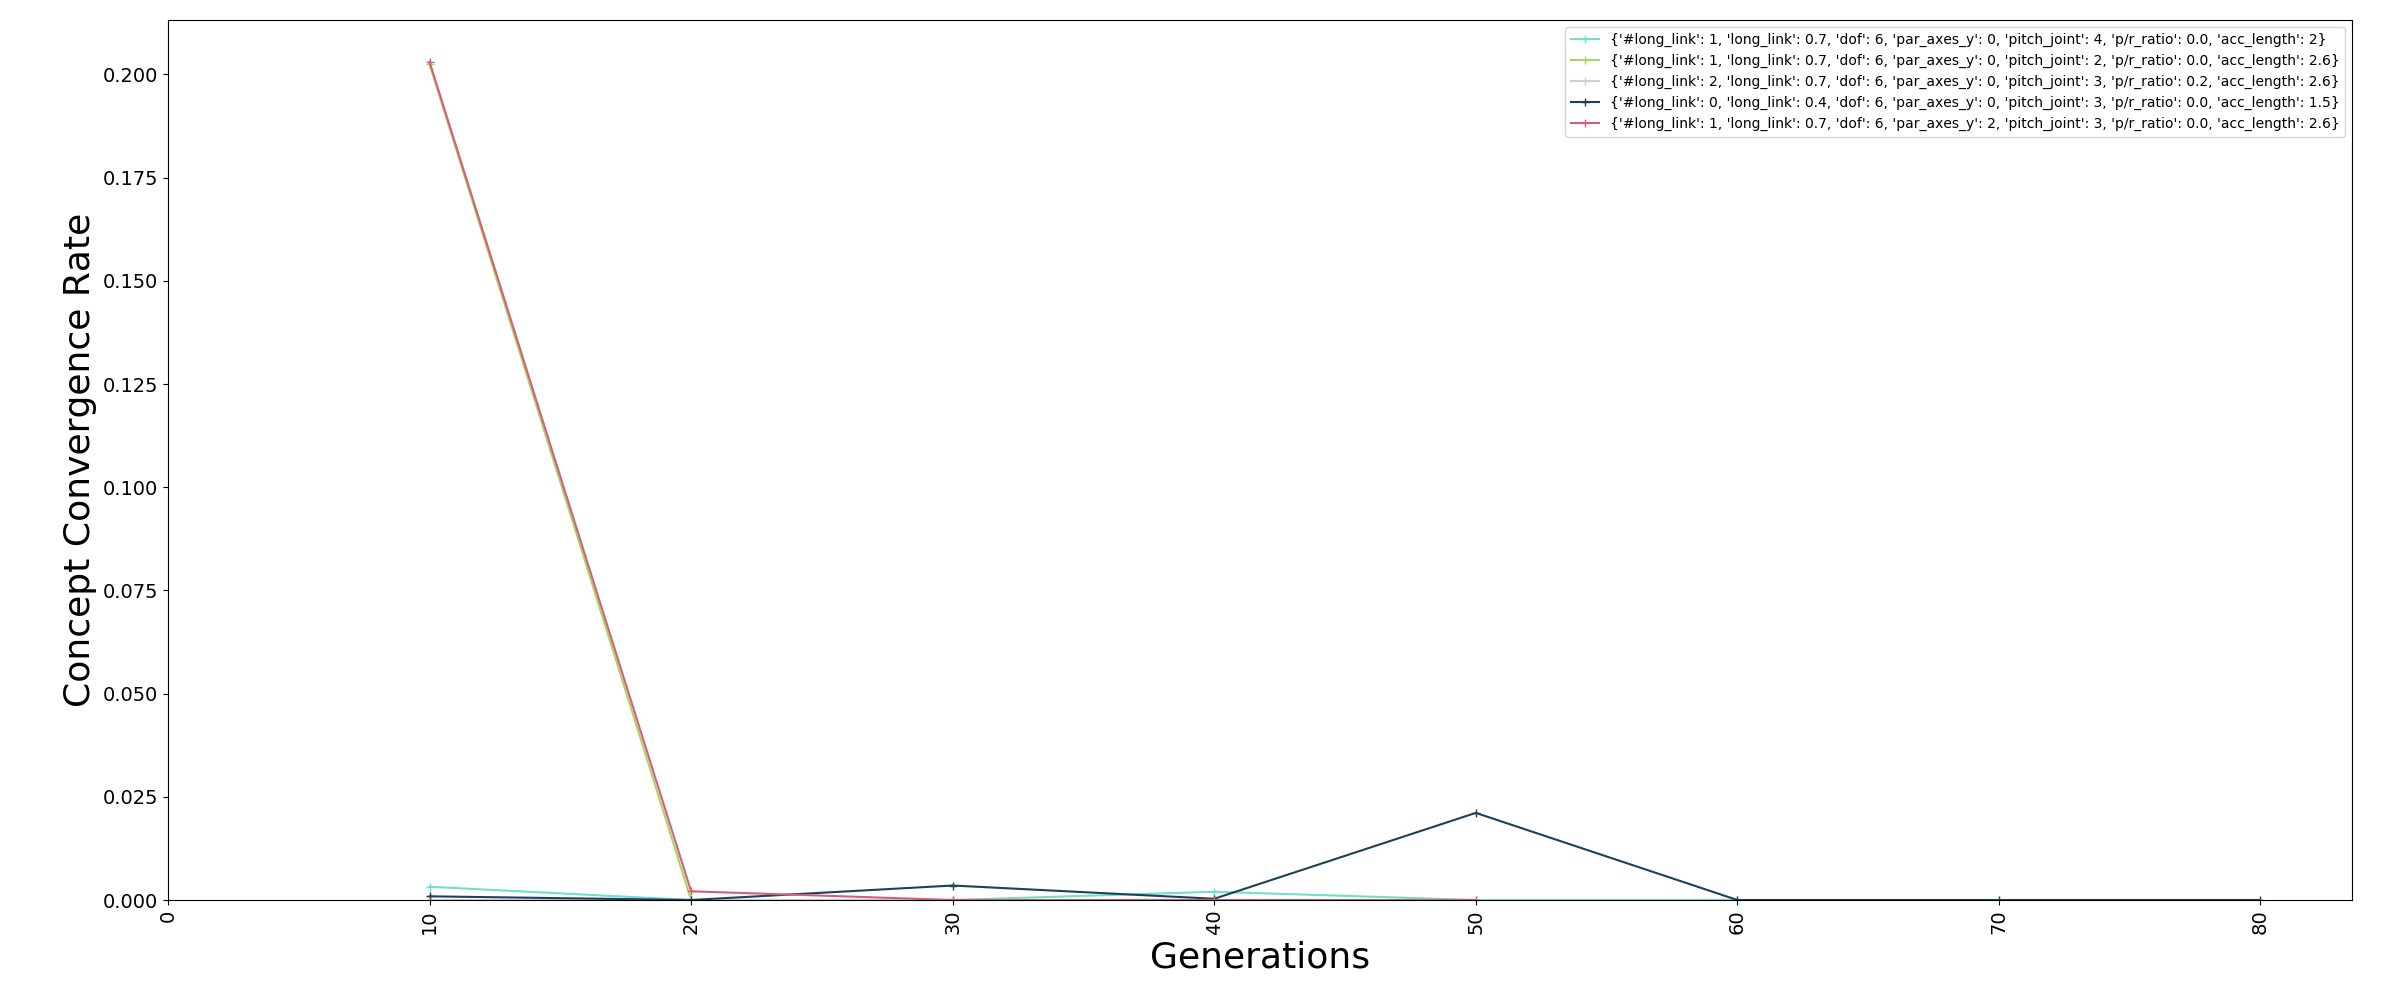 {'#long_link': 1, 'long_link': 0.7, 'dof': 6, 'par_axes_y': 0, 'pitch_joint': 4, 'p/r_ratio': 0.0, 'acc_length': 2}
{'#long_link': 1, 'long_link': 0.7, 'dof': 6, 'par_axes_y': 0, 'pitch_joint': 2, 'p/r_ratio': 0.0, 'acc_length': 2.6}
{'#long_link': 2, 'long_link': 0.7, 'dof': 6, 'par_axes_y': 0, 'pitch_joint': 3, 'p/r_ratio': 0.2, 'acc_length': 2.6}
{'#long_link': 0, 'long_link': 0.4, 'dof': 6, 'par_axes_y': 0, 'pitch_joint': 3, 'p/r_ratio': 0.0, 'acc_length': 1.5}
{'#long_link': 1, 'long_link': 0.7, 'dof': 6, 'par_axes_y': 2, 'pitch_joint': 3, 'p/r_ratio': 0.0, 'acc_length': 2.6}
Concept Convergence Rate
0.200
0.175
0.150
0.125
0.100
0.075
0.050
0.025
0.000
0 10 20 30 40 50 60 70 80
Generations